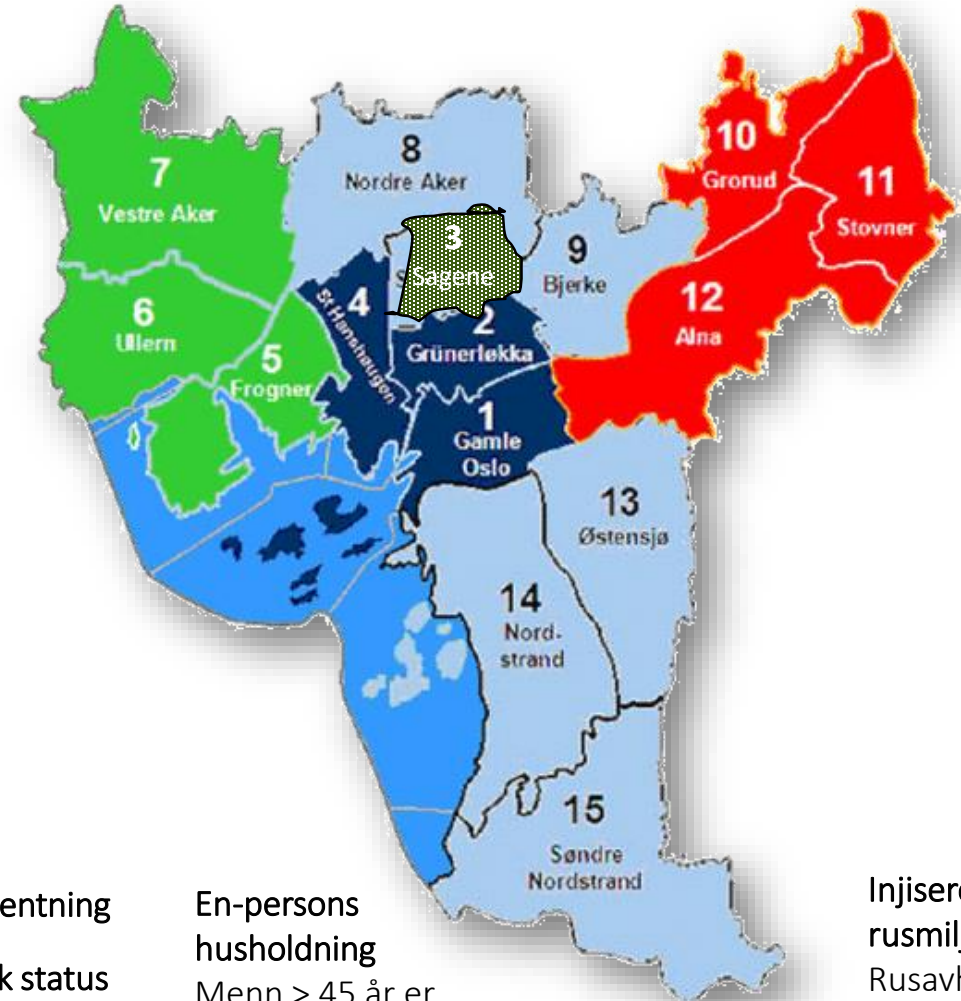 7
Vestre Aker
8
Nordre Aker
10
Grorud
11
Stovner
3
Sagene
9
Bjerke
6
Ullern
5
Frogner
4
St Hanshaugen
2
Grünerløkka
12
Alna
1
Gamle
Oslo
13
Østensjø
14
Nord-
strand
15
Søndre
Nordstrand
entning
k status
En-persons
husholdning
Menn > 45 år er
Injisere
rusmilj
Rusavh